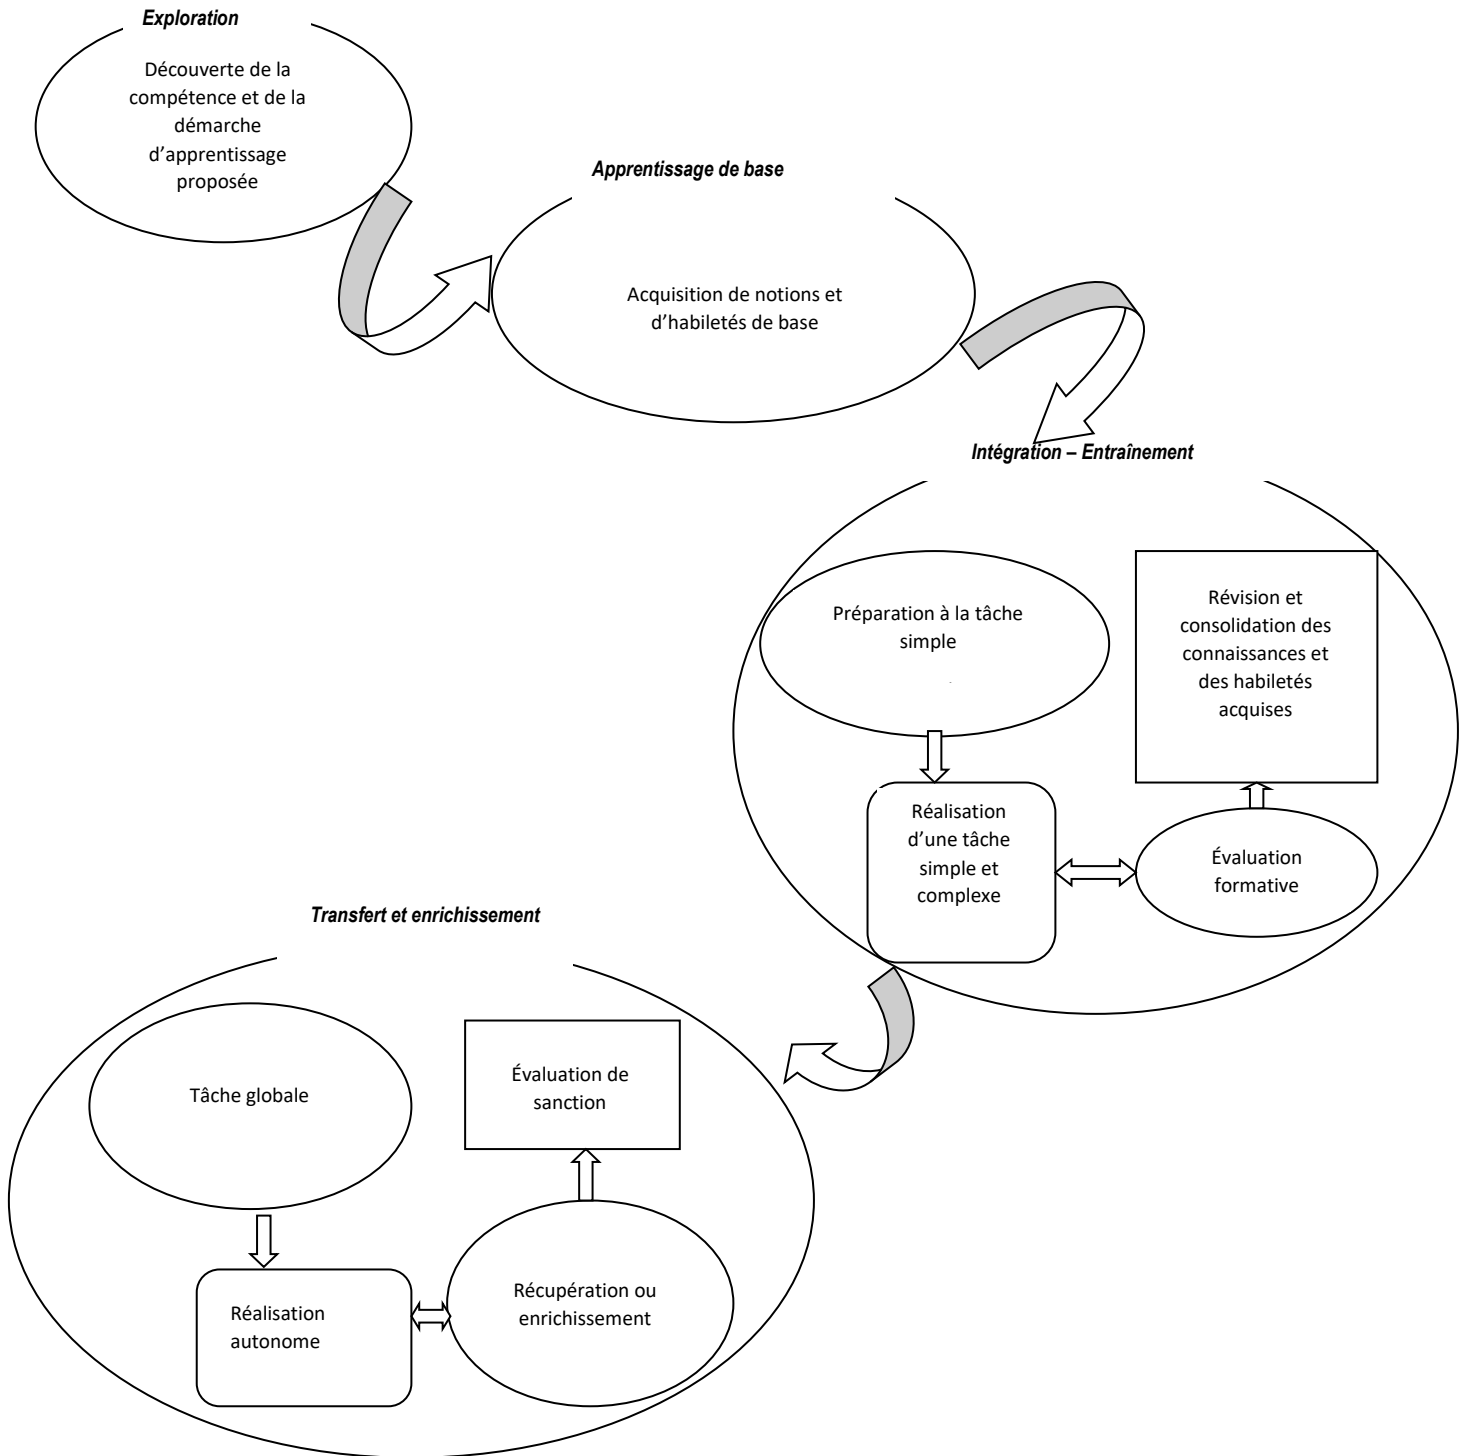 Exploration
Découverte de la
compétence et de la
démarche
d’apprentissage
proposée
Apprentissage de base
Acquisition de notions et
d’habiletés de base
Intégration – Entraînement
Préparation à la tâche
simple
Révision et
consolidation des
connaissances et
des habiletés
acquises
Réalisation
d’une tâche
simple et
complexe
Évaluation
formative
Transfert et enrichissement
Tâche globale
Évaluation de
sanction
Réalisation
autonome
Récupération ou
enrichissement